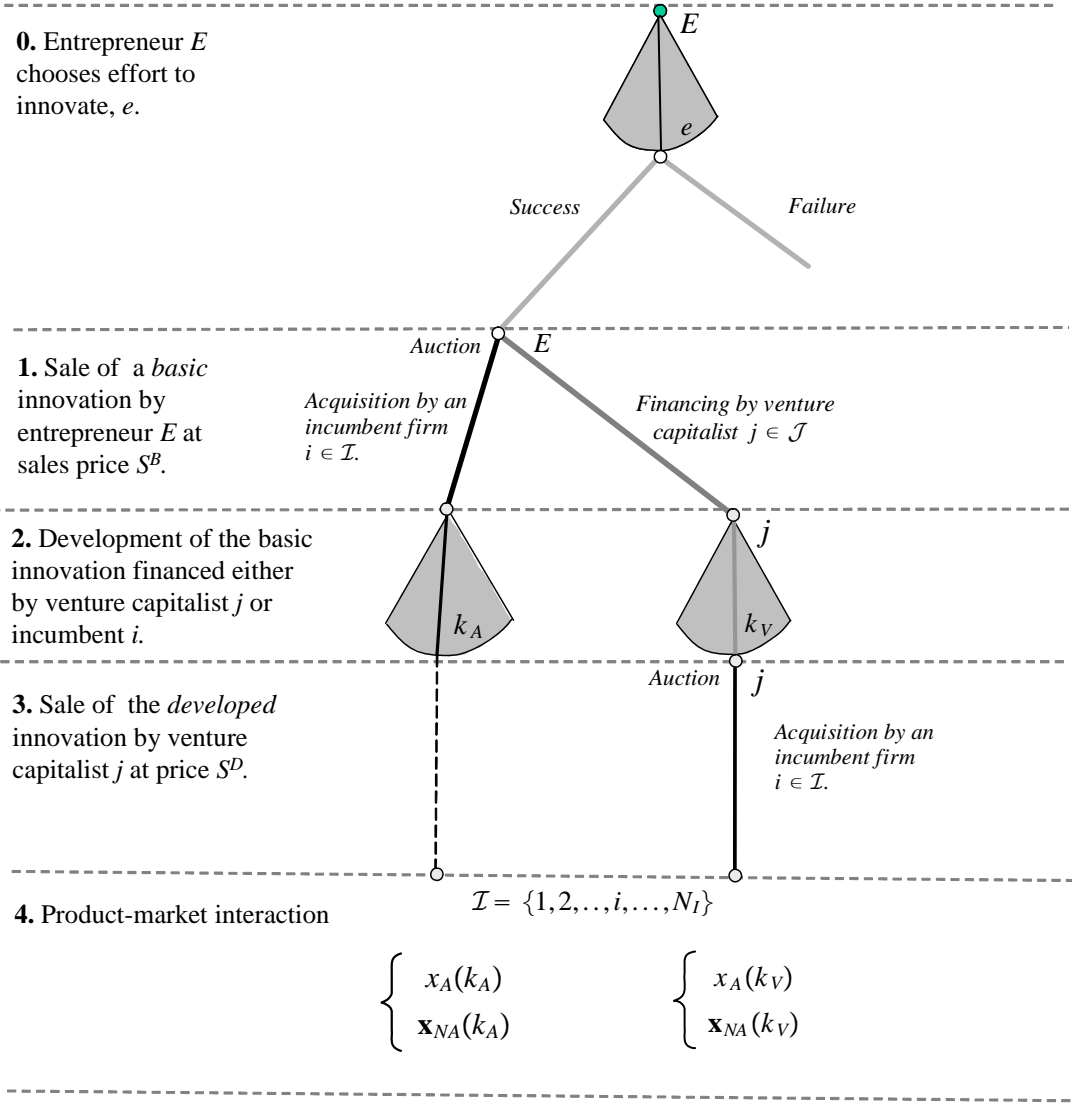 E
0. Entrepreneur E
chooses effort to
innovate, e.
e
Success
Failure
Auction
E
1. Sale of a basic
innovation by
entrepreneur E at
sales price S^B.
Acquisition by an
incumbent firm
i ∈ ℐ.
Financing by venture
capitalist j ∈ 𝒥
2. Development of the basic
innovation financed either
by venture capitalist j or
incumbent i.
j
k_A
k_V
Auction
j
3. Sale of the developed
innovation by venture
capitalist j at price S^D.
Acquisition by an
incumbent firm
i ∈ ℐ.
4. Product-market interaction
ℐ = {1,2,..,i,...,N_I}
x_A(k_A)
x_NA(k_A)
x_A(k_V)
x_NA(k_V)